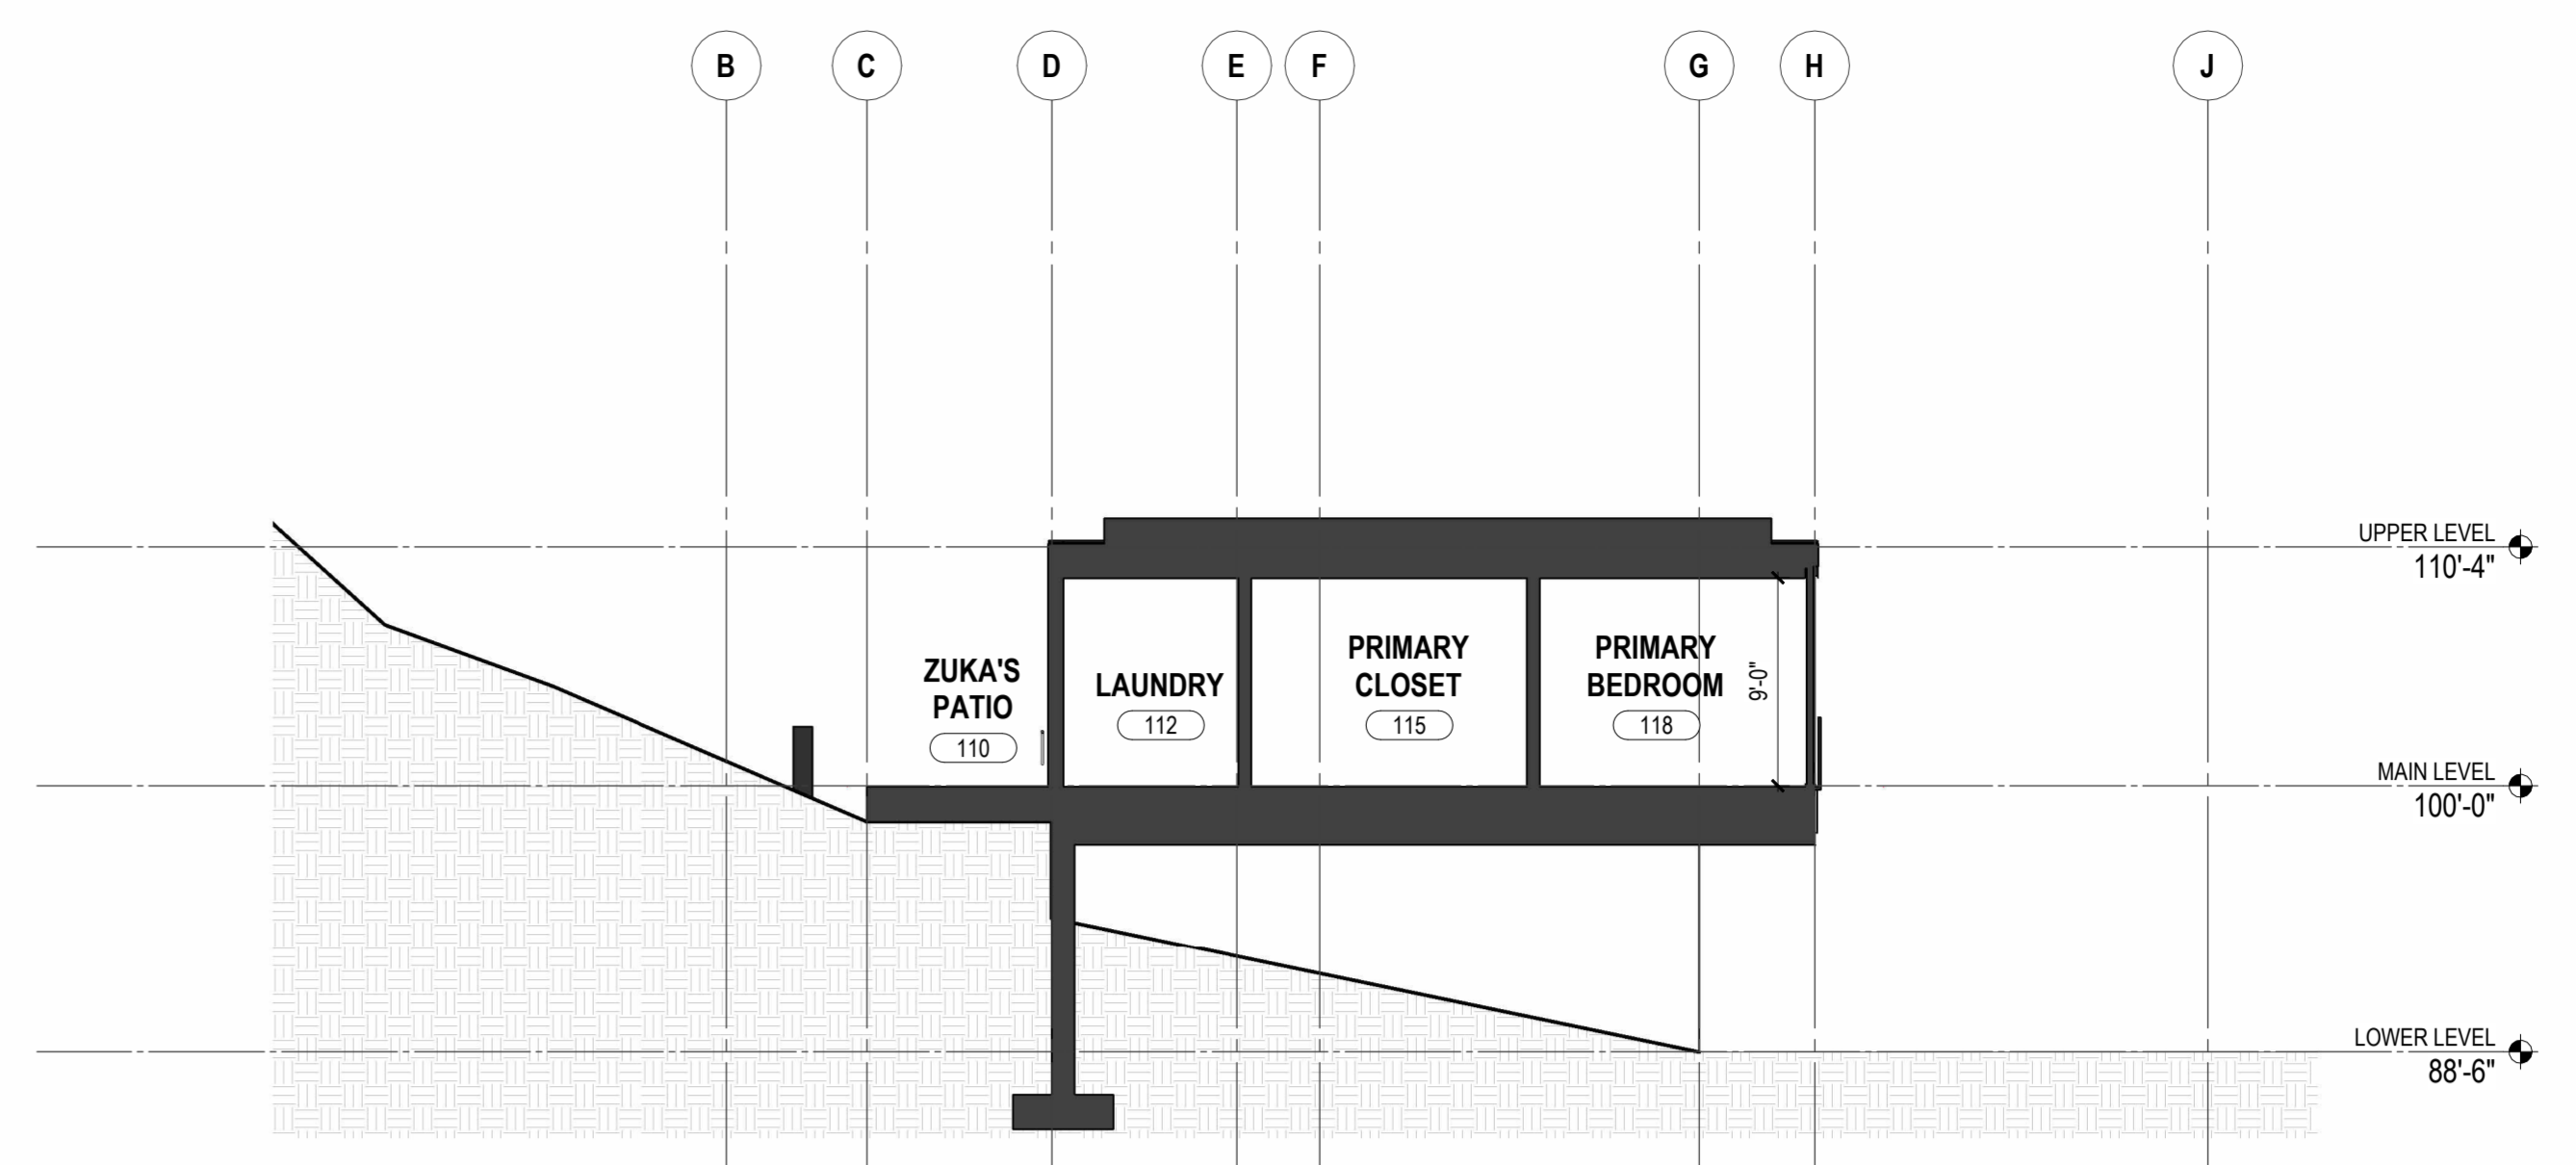 B
C
D
E
F
G
H
J
UPPER LEVEL
110'-4"
ZUKA'S
PATIO
110
LAUNDRY
112
PRIMARY
CLOSET
115
PRIMARY
BEDROOM
118
9'-0"
MAIN LEVEL
100'-0"
LOWER LEVEL
88'-6"